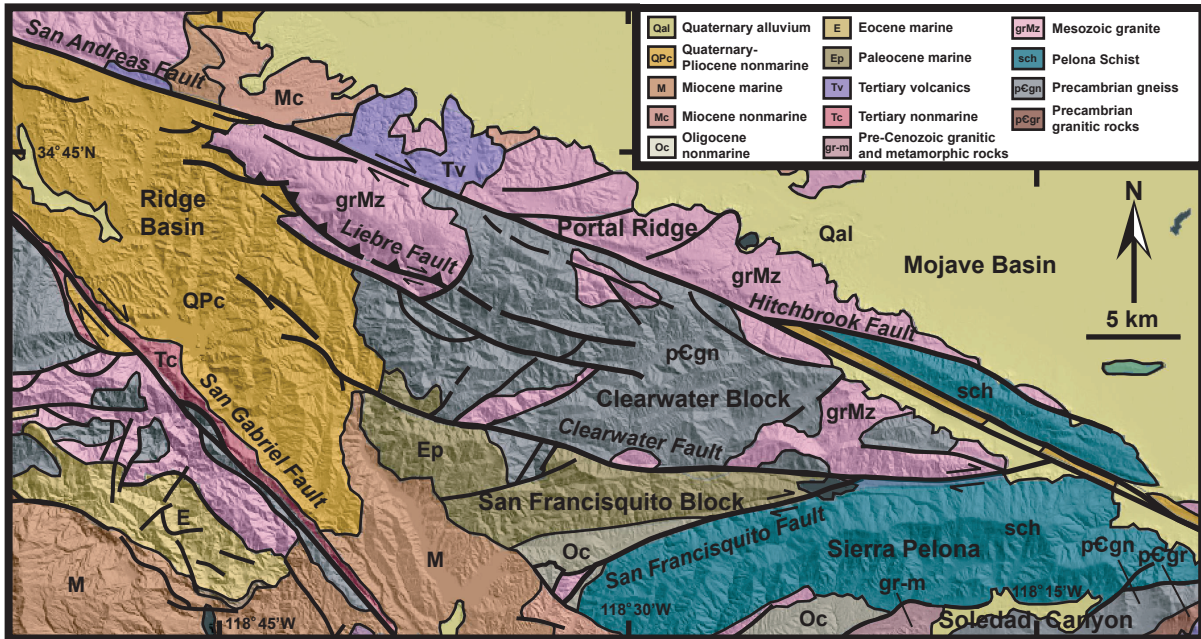 San Andreas Fault
Mc
34°45'N
Tv
Ridge
Basin
grMz
Liebre Fault
Portal Ridge
grMz
Qal
Mojave Basin
N
5 km
Hitchbrook Fault
QPc
Tc
San Gabriel Fault
p€gn
Clearwater Block
grMz
sch
Clearwater Fault
Ep
San Francisquito Block
E
M
M
Oc
San Francisquito Fault
Sierra Pelona
sch
gr-m
p€gn
p€gr
118°45'W
118°30'W
118°15'W
Oc
Soledad Canyon
Qal Quaternary alluvium
QPc Quaternary-
Pliocene nonmarine
M Miocene marine
Mc Miocene nonmarine
Oc Oligocene
nonmarine
E Eocene marine
Ep Paleocene marine
Tv Tertiary volcanics
Tc Tertiary nonmarine
gr-m Pre-Cenozoic granitic
and metamorphic rocks
grMz Mesozoic granite
sch Pelona Schist
p€gn Precambrian gneiss
p€gr Precambrian
granitic rocks